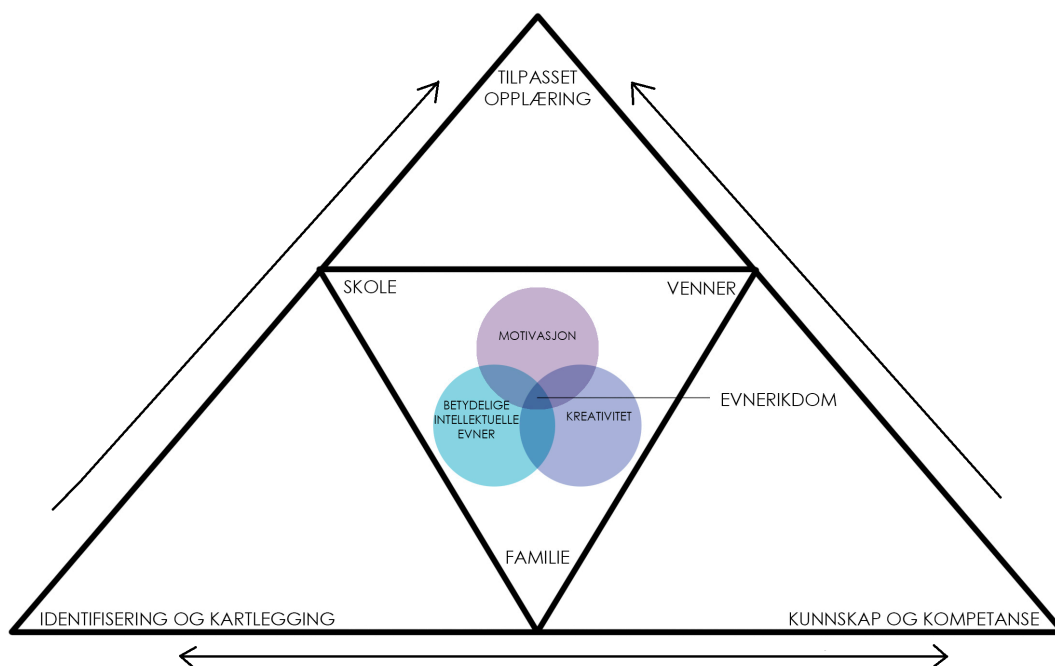 TILPASSET
OPPLÆRING
SKOLE
VENNER
MOTIVASJON
BETYDELIGE
INTELLEKTUELLE
EVNER
KREATIVITET
EVNERIKDOM
FAMILIE
IDENTIFISERING OG KARTLEGGING
KUNNSKAP OG KOMPETANSE